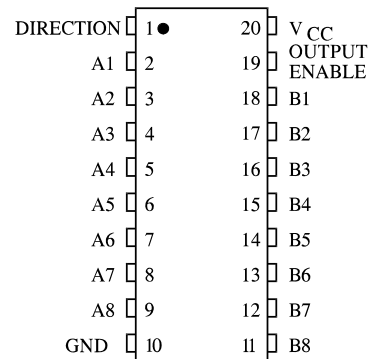 DIRECTION 1 20 V CC
A1 2 19 OUTPUT ENABLE
A2 3 18 B1
A3 4 17 B2
A4 5 16 B3
A5 6 15 B4
A6 7 14 B5
A7 8 13 B6
A8 9 12 B7
GND 10 11 B8